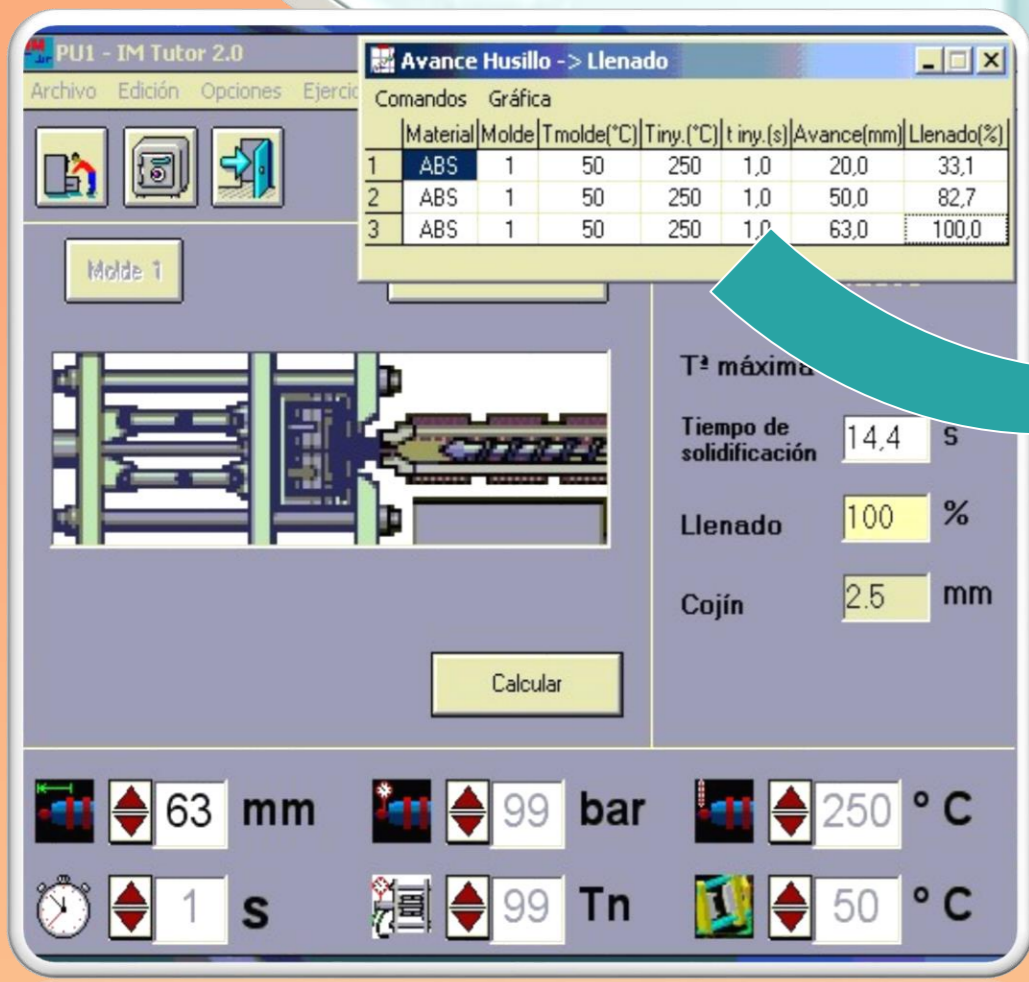 PU1 - IM Tutor 2.0
Archivo Edición Opciones
Avance Husillo -> Llenado
Comandos Gráfica
Material Molde Tmolde(°C) Tiny.(°C) t iny.(s) Avance(mm) Llenado(%)
1 ABS 1 50 250 1,0 20,0 33,1
2 ABS 1 50 250 1,0 50,0 82,7
3 ABS 1 50 250 1,0 63,0 100,0
Molde 1
Tª máxima
Tiempo de
solidificación 14,4 s
Llenado 100 %
Cojín 2.5 mm
Calcular
63 mm 99 bar 250 º C
1 s 99 Tn 50 º C